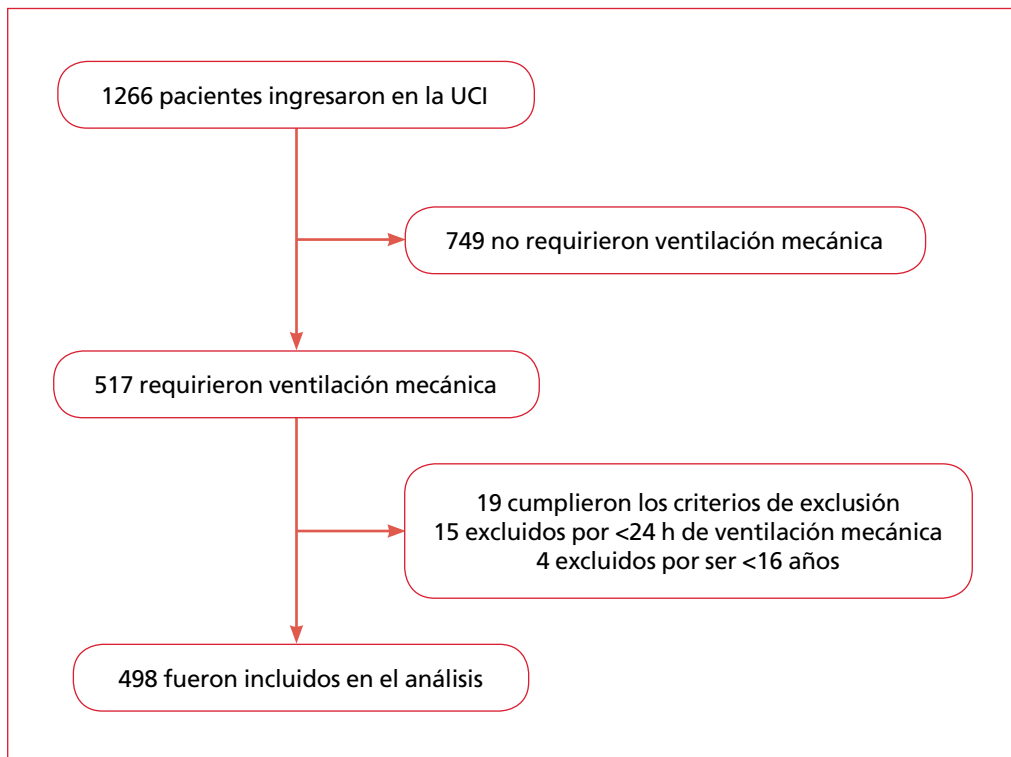 1266 pacientes ingresaron en la UCI
749 no requirieron ventilación mecánica
517 requirieron ventilación mecánica
19 cumplieron los criterios de exclusión
15 excluidos por <24 h de ventilación mecánica
4 excluidos por ser <16 años
498 fueron incluidos en el análisis